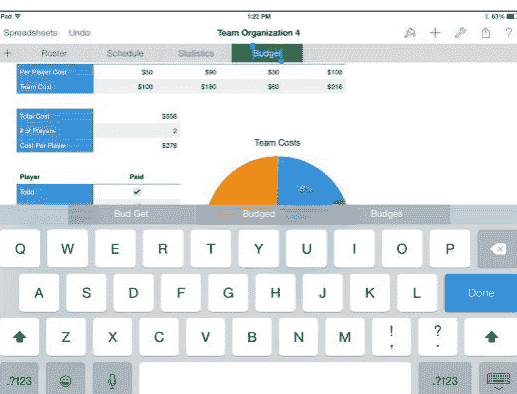 iPad 1:22 PM 63%
Spreadsheets Undo Team Organization 4 ?
+ Roster Schedule Statistics Budget
Per Player Cost $50 $90 $30 $108
Team Cost $100 $180 $60 $216
Total Cost $556
# of Players 2
Cost Per Player $278
Team Costs
Player Paid
Todd
Bud Get Budged Budges
Q W E R T Y U I O P
A S D F G H J K L Done
Z X C V B N M ! , ? .
.?123 .?123